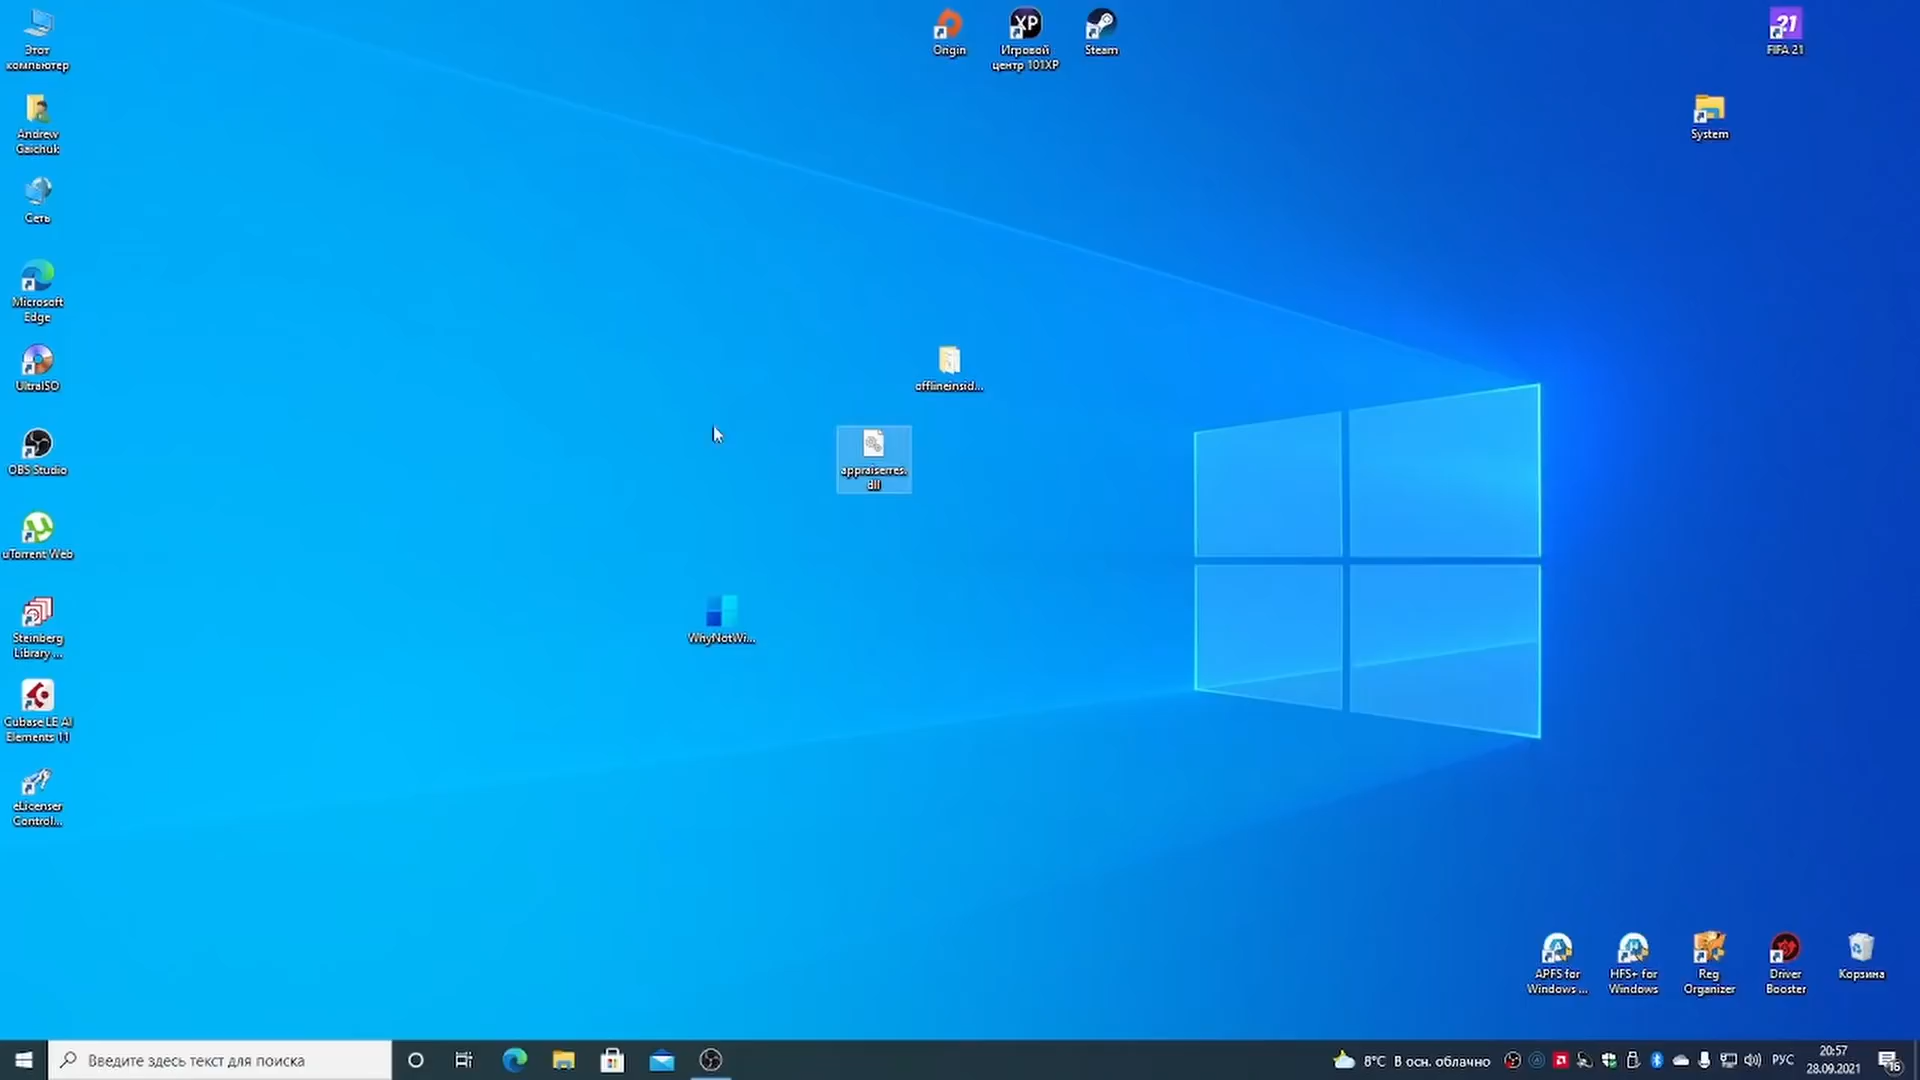 Этот
компьютер
Andrew
Gaichuk
Сеть
Microsoft
Edge
UltraISO
OBS Studio
uTorrent Web
Steinberg
Library ...
Cubase LE AI
Elements 11
eLicenser
Control...
Origin
XP
Игровой
центр 101XP
Steam
21
FIFA 21
System
offlineinsid...
appraiserres.
dll
WhyNotWi...
APFS for
Windows ...
HFS+ for
Windows
Reg
Organizer
Driver
Booster
Корзина
Введите здесь текст для поиска
8°C В осн. облачно
РУС
20:57
28.09.2021
16